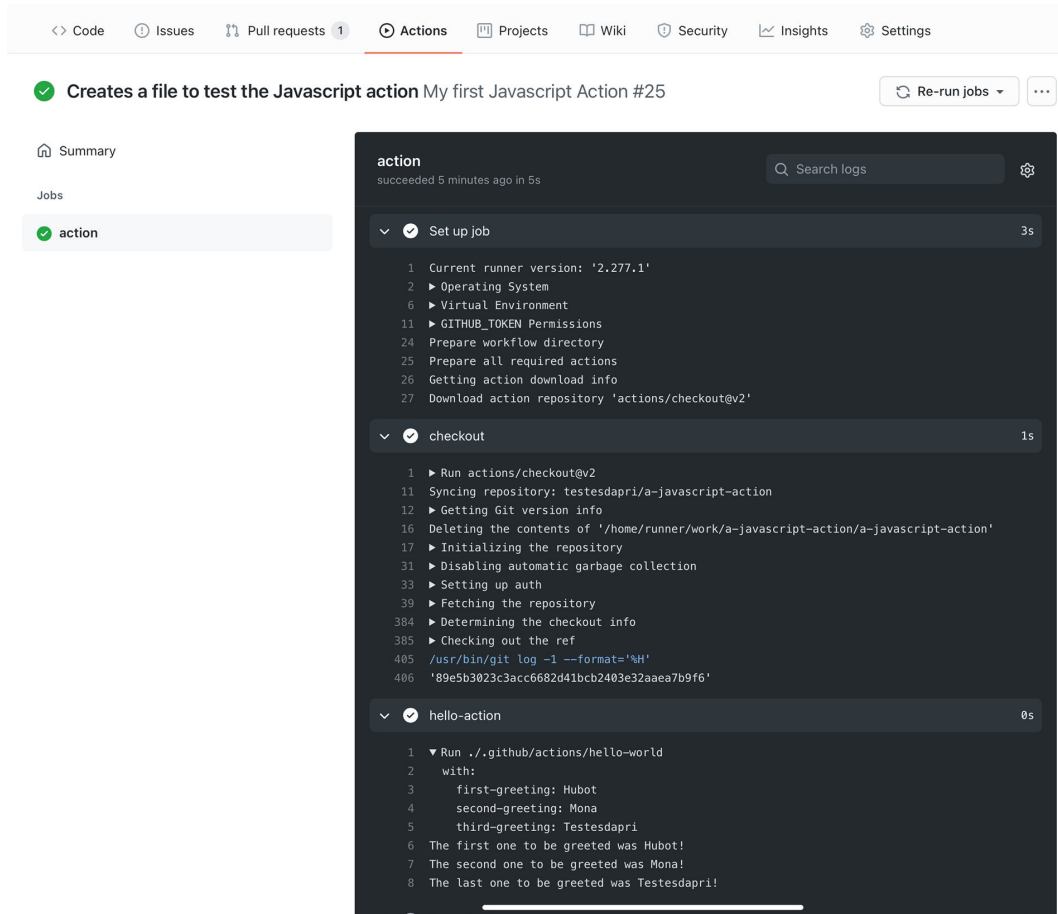 Code Issues Pull requests 1 Actions Projects Wiki Security Insights Settings
Creates a file to test the Javascript action My first Javascript Action #25
Re-run jobs
Summary
Jobs
action
action
succeeded 5 minutes ago in 5s
Search logs
Set up job 3s
1 Current runner version: '2.277.1'
2 Operating System
6 Virtual Environment
11 GITHUB_TOKEN Permissions
24 Prepare workflow directory
25 Prepare all required actions
26 Getting action download info
27 Download action repository 'actions/checkout@v2'
checkout 1s
1 Run actions/checkout@v2
11 Syncing repository: testesdapri/a-javascript-action
12 Getting Git version info
16 Deleting the contents of '/home/runner/work/a-javascript-action/a-javascript-action'
17 Initializing the repository
31 Disabling automatic garbage collection
33 Setting up auth
39 Fetching the repository
384 Determining the checkout info
385 Checking out the ref
405 /usr/bin/git log -1 --format='%H'
406 '89e5b3023c3acc6682d41bcb2403e32aaea7b9f6'
hello-action 0s
1 Run ./.github/actions/hello-world
2 with:
3 first-greeting: Hubot
4 second-greeting: Mona
5 third-greeting: Testesdapri
6 The first one to be greeted was Hubot!
7 The second one to be greeted was Mona!
8 The last one to be greeted was Testesdapri!